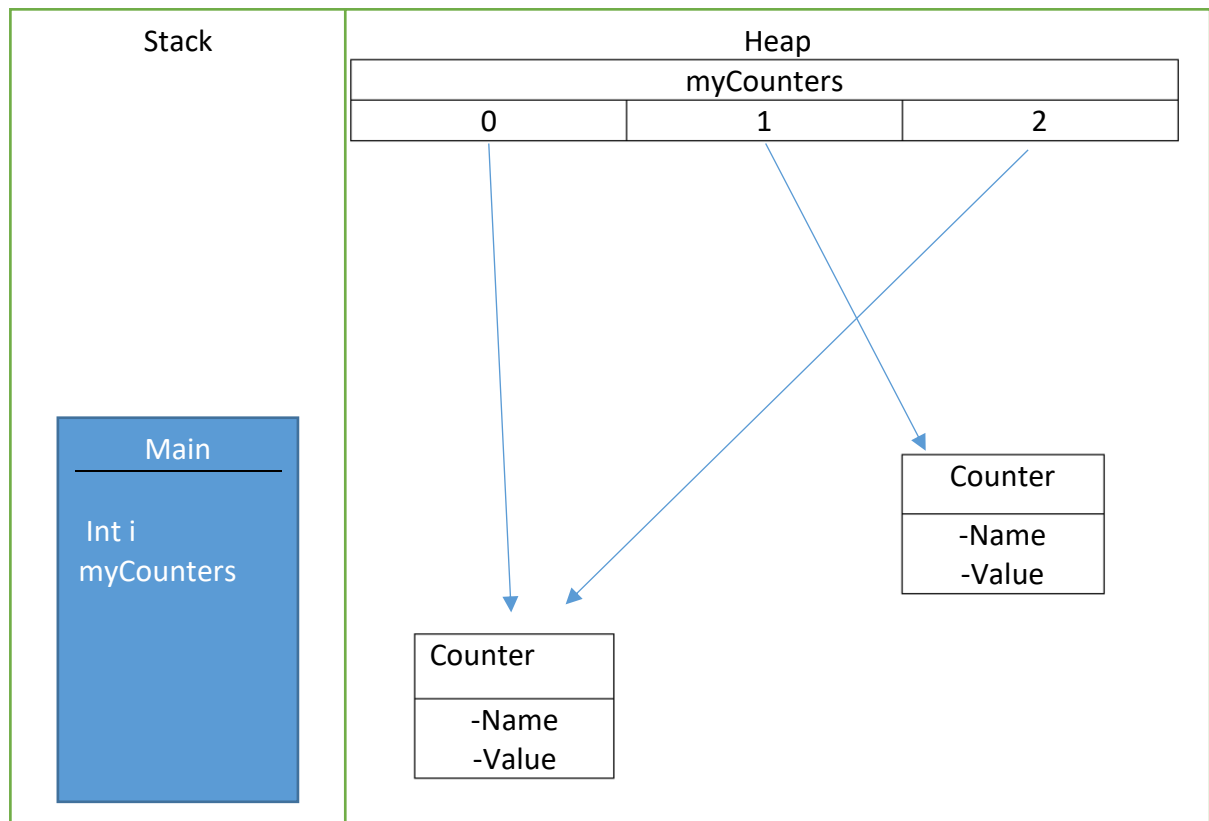 Stack
Heap
myCounters
0 1 2
Main
Int i
myCounters
Counter
-Name
-Value
Counter
-Name
-Value